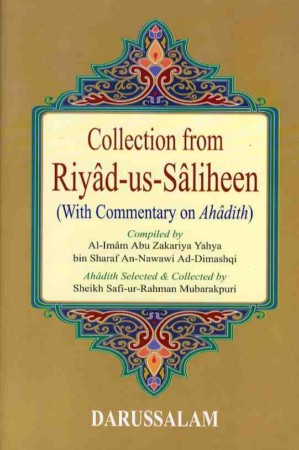 Collection from
Riyâd-us-Sâliheen
(With Commentary on Ahâdith)
Compiled by
Al-Imâm Abu Zakariya Yahya
bin Sharaf An-Nawawi Ad-Dimashqi
Ahâdith Selected & Collected by
Sheikh Safi-ur-Rahman Mubarakpuri
DARUSSALAM